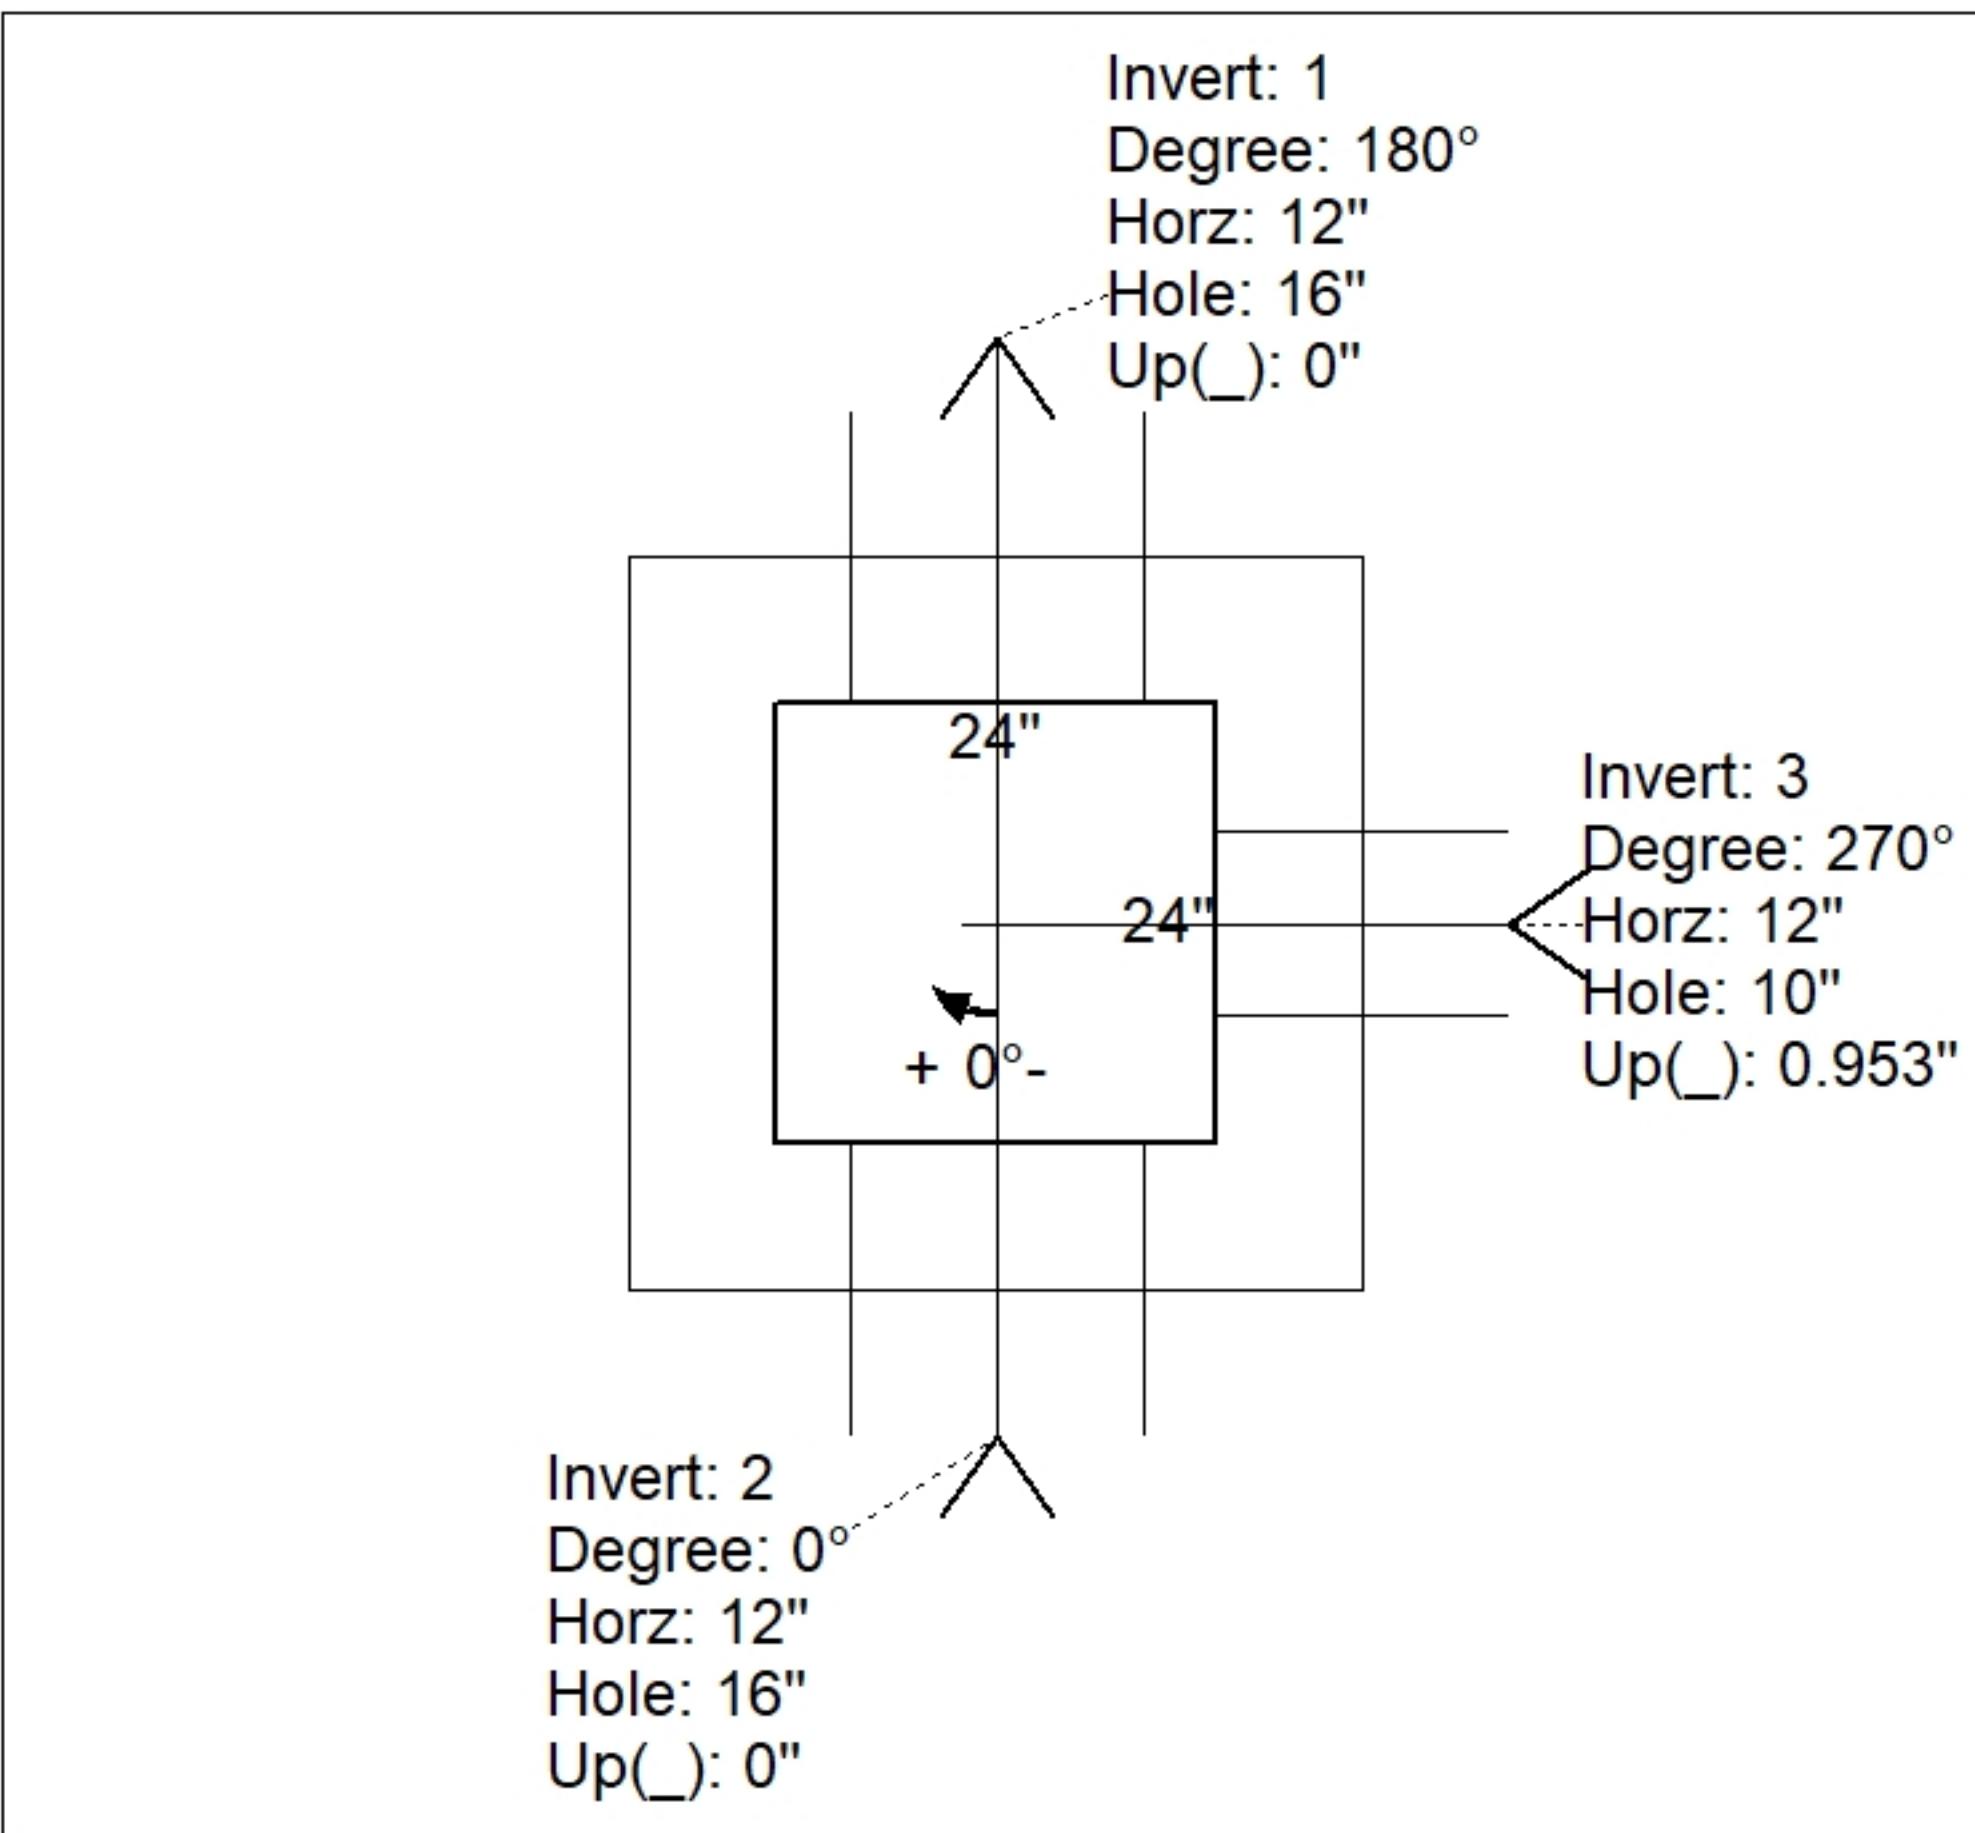 Invert: 1
Degree: 180°
Horz: 12"
Hole: 16"
Up(_): 0"
24"
24"
+ 0°-
Invert: 3
Degree: 270°
Horz: 12"
Hole: 10"
Up(_): 0.953"
Invert: 2
Degree: 0°
Horz: 12"
Hole: 16"
Up(_): 0"